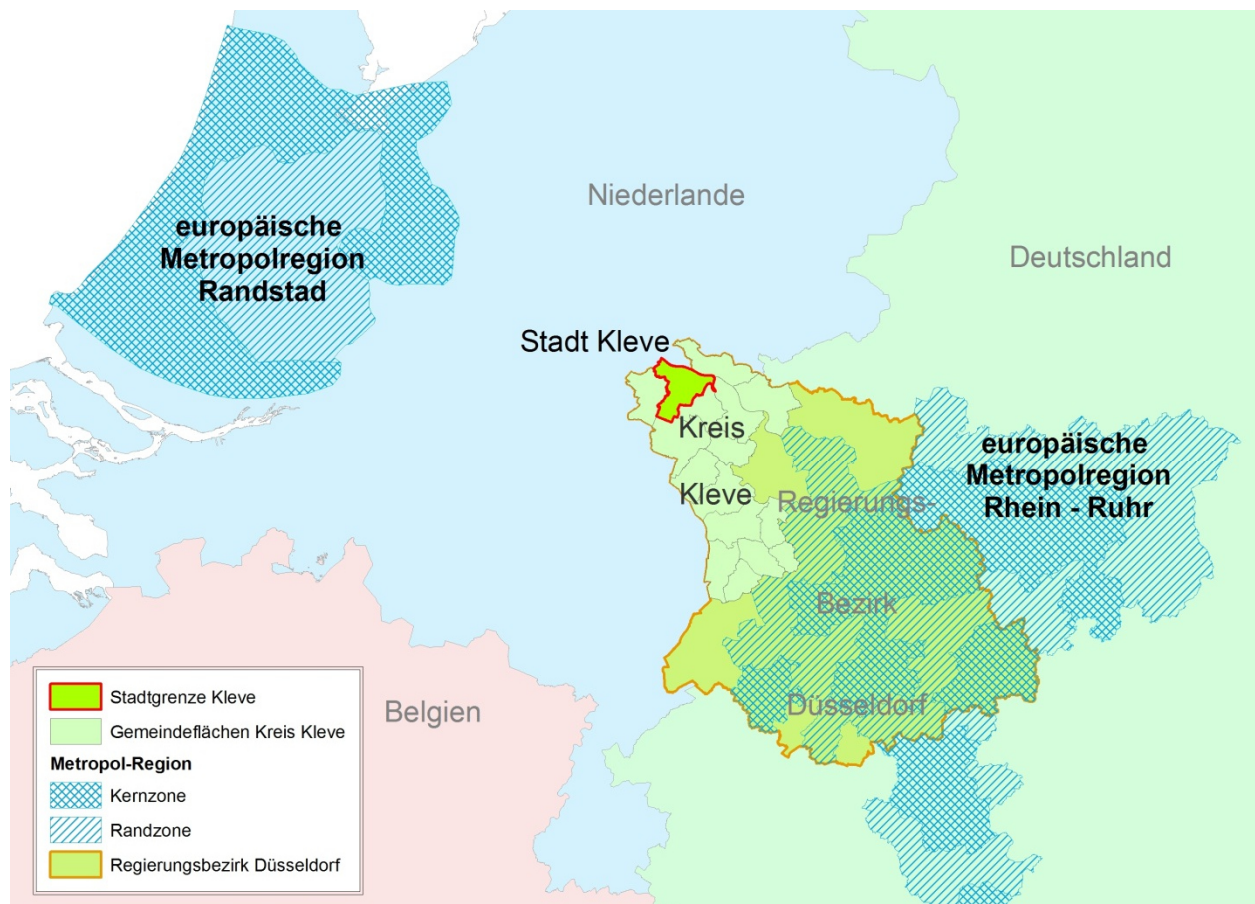 Niederlande
europäische
Metropolregion
Randstad
Deutschland
Stadt Kleve
Kreis
Kleve
europäische
Metropolregion
Rhein - Ruhr
Regierungs-
Bezirk
Düsseldorf
Belgien
Stadtgrenze Kleve
Gemeindeflächen Kreis Kleve
Metropol-Region
Kernzone
Randzone
Regierungsbezirk Düsseldorf